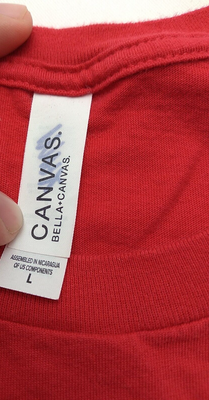 CANVAS.
BELLA+CANVAS.
ASSEMBLED IN NICARAGUA
OF US COMPONENTS
L